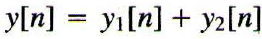 y[n] = y₁[n] + y₂[n]